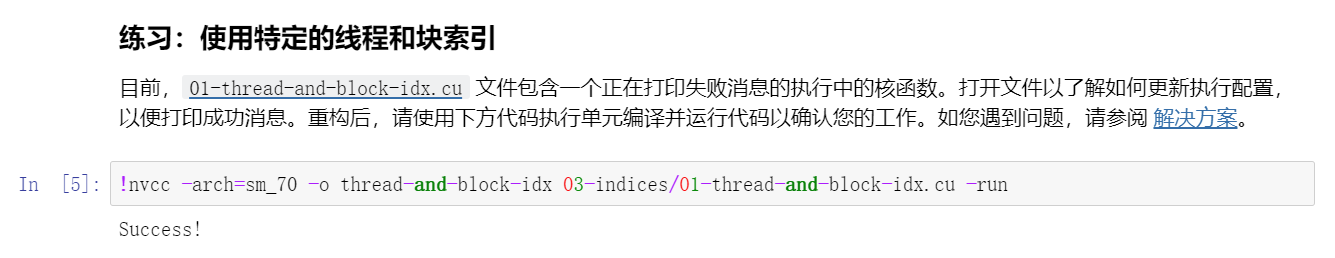 练习：使用特定的线程和块索引
目前，01-thread-and-block-idx.cu 文件包含一个正在打印失败消息的执行中的核函数。打开文件以了解如何更新执行配置，
以便打印成功消息。重构后，请使用下方代码执行单元编译并运行代码以确认您的工作。如您遇到问题，请参阅 解决方案。
In [5]: !nvcc -arch=sm_70 -o thread-and-block-idx 03-indices/01-thread-and-block-idx.cu -run
Success!